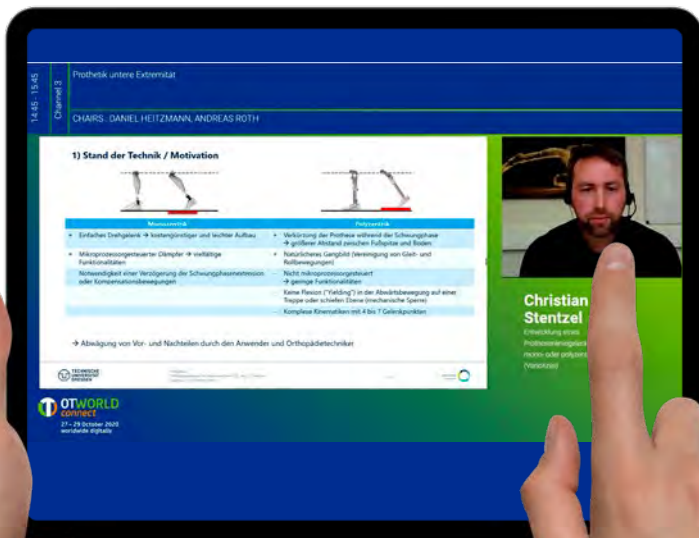 14:45 - 15:45
Channel 3
Prothetik untere Extremität
CHAIRS : DANIEL HEITZMANN, ANDREAS ROTH
1) Stand der Technik / Motivation
Monozentrik
Polyzentrik
+ Einfaches Drehgelenk → kostengünstiger und leichter Aufbau
+ Verkürzung der Prothese während der Schwungphase
→ größerer Abstand zwischen Fußspitze und Boden
+ Mikroprozessorgesteuerter Dämpfer → vielfältige
Funktionalitäten
+ Natürlicheres Gangbild (Vereinigung von Gleit- und
Rollbewegungen)
- Notwendigkeit einer Verzögerung der Schwungphasenextension
oder Kompensationsbewegungen
- Nicht mikroprozessorgesteuert
→ geringe Funktionalitäten
- Keine Flexion ("Yielding") in der Abwärtsbewegung auf einer
Treppe oder schiefen Ebene (mechanische Sperre)
- Komplexe Kinematiken mit 4 bis 7 Gelenkpunkten
→ Abwägung von Vor- und Nachteilen durch den Anwender und Orthopädietechniker
TECHNISCHE
UNIVERSITÄT
DRESDEN
Christian
Stentzel
Entwicklung eines
mono- oder
OTWORLD
connect
27 – 29 October 2020
worldwide digitally